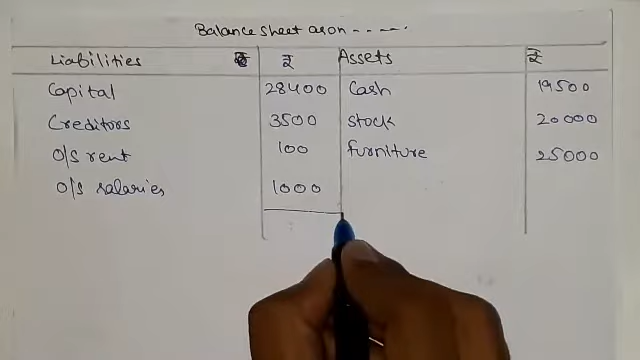 Balance sheet as on - - - -.
Liabilities ₹ Assets ₹
Capital 28400 Cash 19500
Creditors 3500 stock 20000
O/s rent 100 furniture 25000
O/s salaries 1000